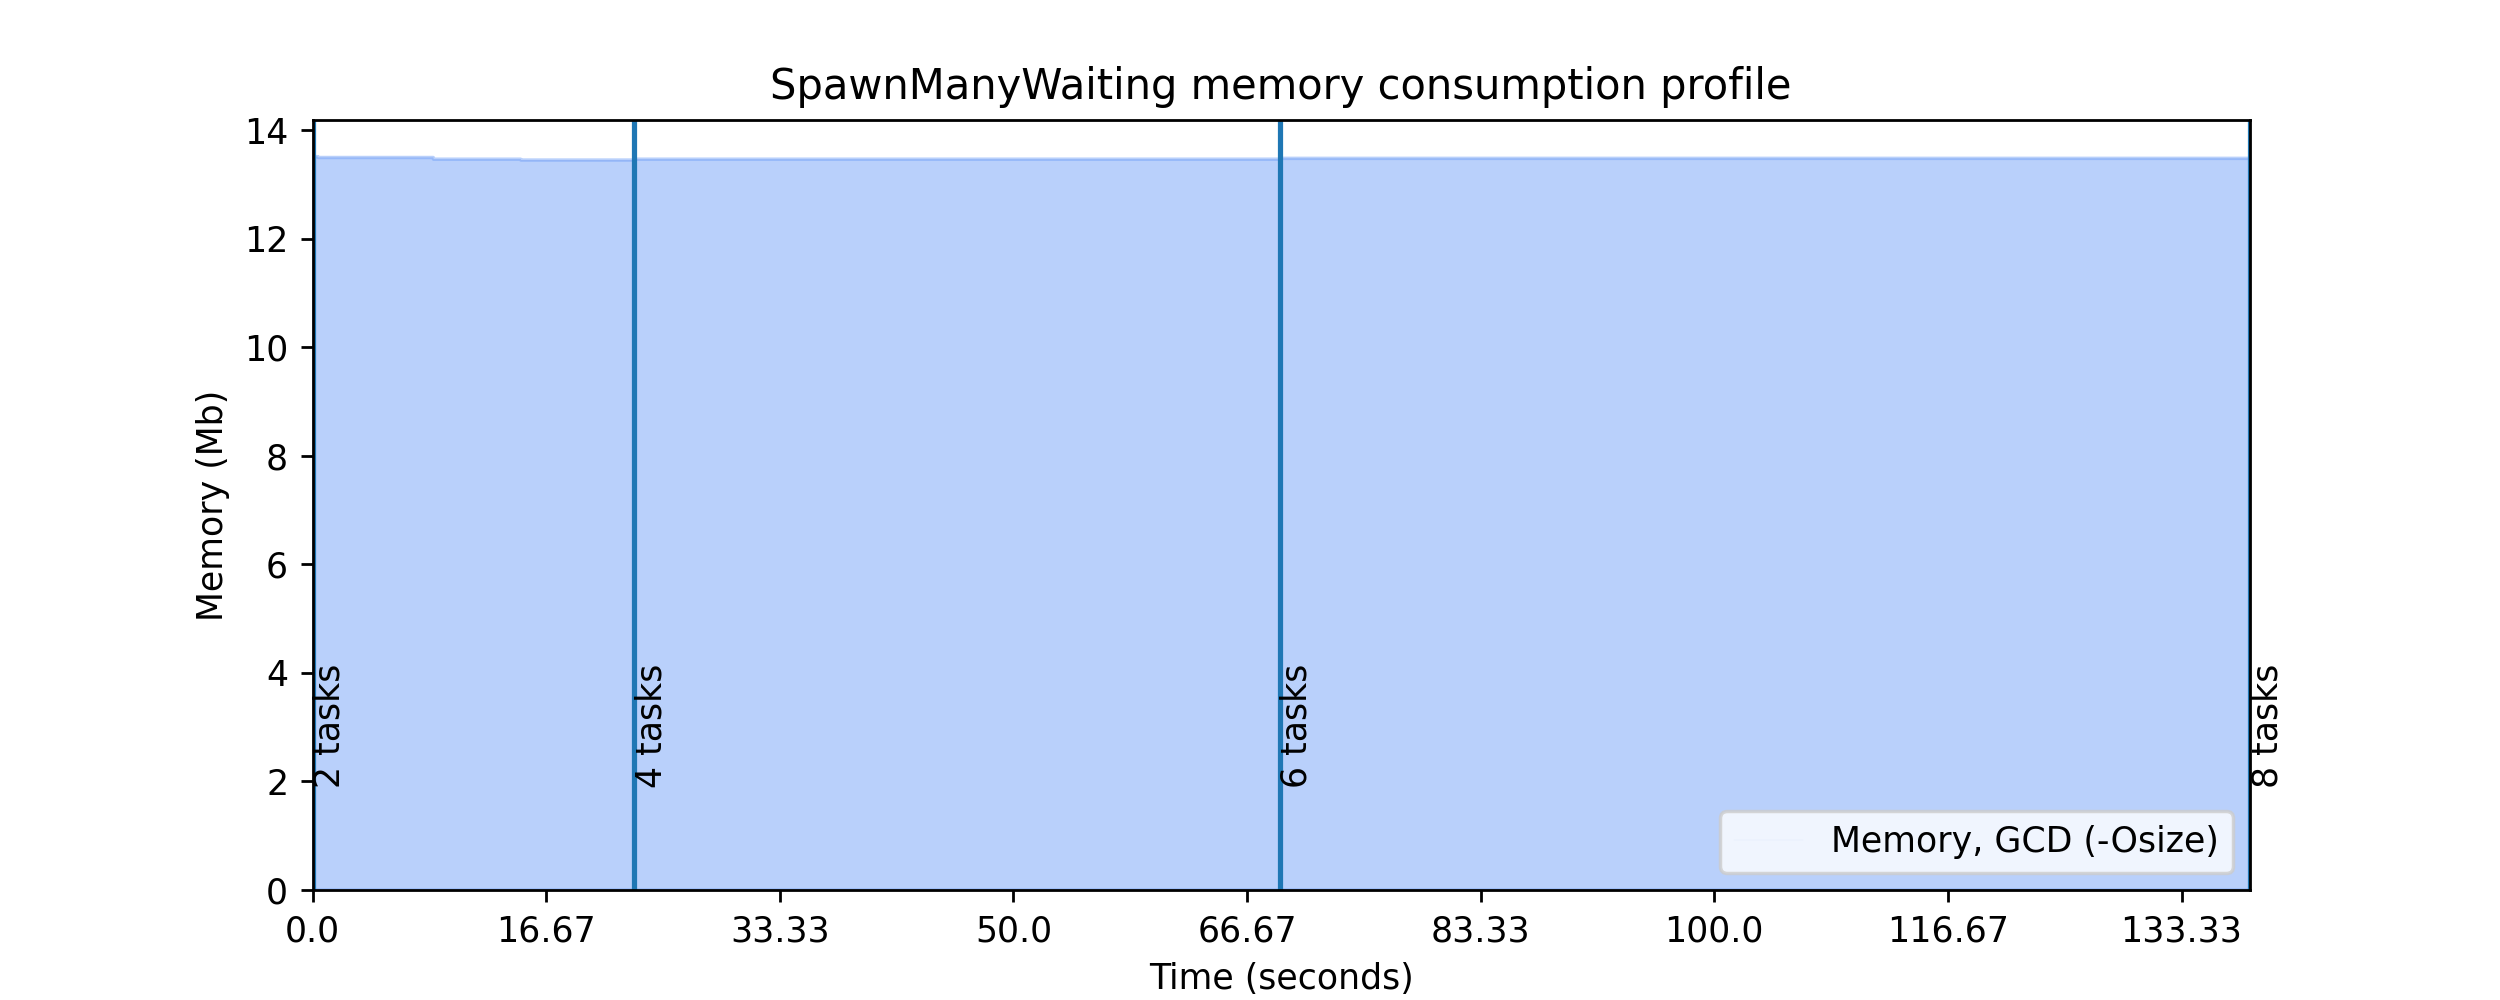 SpawnManyWaiting memory consumption profile
14
12
10
8
6
4
2
0
Memory (Mb)
2 tasks
4 tasks
6 tasks
8 tasks
Memory, GCD (-Osize)
0.0 16.67 33.33 50.0 66.67 83.33 100.0 116.67 133.33
Time (seconds)